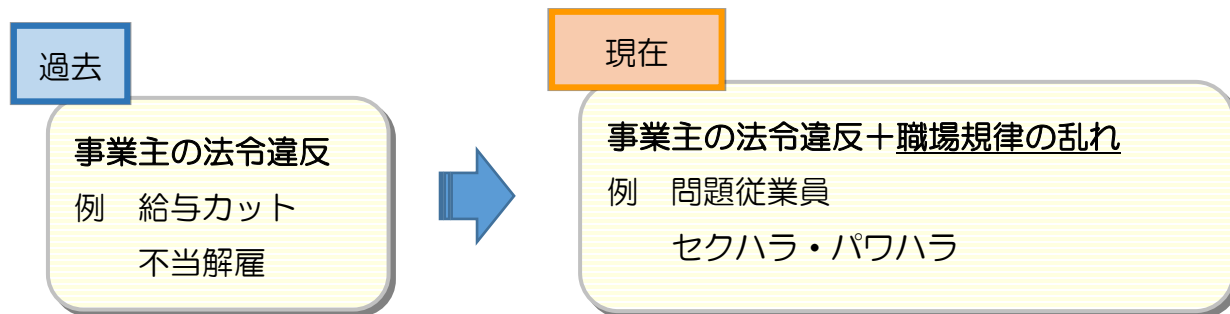 過去
事業主の法令違反
例　給与カット
不当解雇
現在
事業主の法令違反＋職場規律の乱れ
例　問題従業員
セクハラ・パワハラ